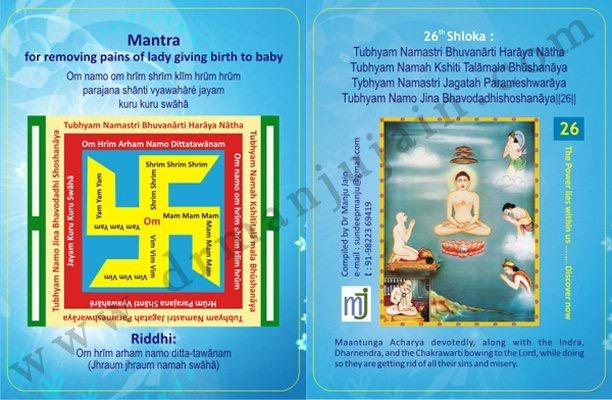 Mantra
for removing pains of lady giving birth to baby
Om namo om hrīm shrīm klīm hrūm hrūm
parajana shānti vyawahāré jayam
kuru kuru swāhā
Tubhyam Namastri Bhuvanārti Harāya Nātha
Om Hrīm Arham Namo Dittatawānam
Shrim Shrim Shrim
Shrim Shrim
Yam Yam Yam
Yam Yam
Om
Mam Mam Mam
Mam Mam Mam
Vim Vim Vim
Vim Vim
Tubhyam Namah Kshititalā mala Bhūshanāya
Om namo om hrīm shrīm klīm hrūm
Hrūm Parajana Shānti Vyawahāré
Tubhyam Namastri Jagatah Parameshwarāya
Jayam Kuru Kuru Swāhā
Tubhyam Namo Jina Bhavodadhi Shoshanāya
Riddhi:
Om hrīm arham namo ditta-tawānam
(Jhraum jhraum namah swāhā)
26th Shloka :
Tubhyam Namastri Bhuvanārti Harāya Nātha
Tubhyam Namah Kshiti Talāmala Bhūshanāya
Tybhyam Namastri Jagatah Parameshwarāya
Tubhyam Namo Jina Bhavodadhishoshanāya||26||
26
The Power lies within us ....... Discover now
Compiled by Dr Manju Jain
e-mail : sundeepmanju@gmail.com
: 91-98223 69419
mj
Maantunga Acharya devotedly, along with the Indra,
Dharnendra, and the Chakrawarti bowing to the Lord, while doing
so they are getting rid of all their sins and misery.
www.drmanjujain.com